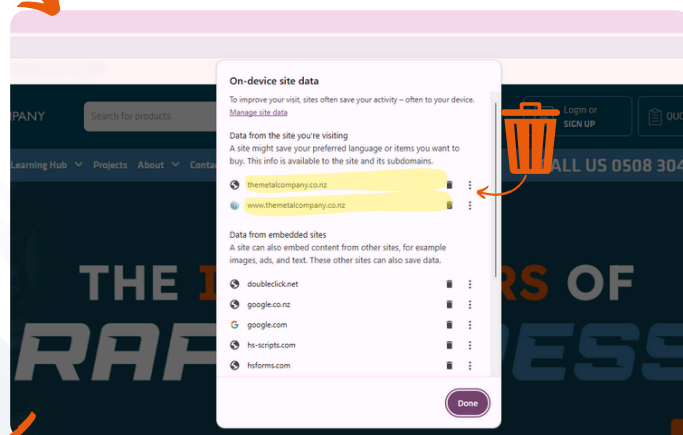 On-device site data
To improve your visit, sites often save your activity – often to your device.
Manage site data
Data from the site you're visiting
A site might save your preferred language or items you want to
buy. This info is available to the site and its subdomains.
themetalcompany.co.nz
www.themetalcompany.co.nz
Data from embedded sites
A site can also embed content from other sites, for example
images, ads, and text. These other sites can also save data.
doubleclick.net
google.co.nz
google.com
hs-scripts.com
hsforms.com
Done
PANY
Search for products
Login or
SIGN UP
QUO
Learning Hub
Projects
About
Conta
ALL US 0508 304
THE I
RS OF
RAP
ESS